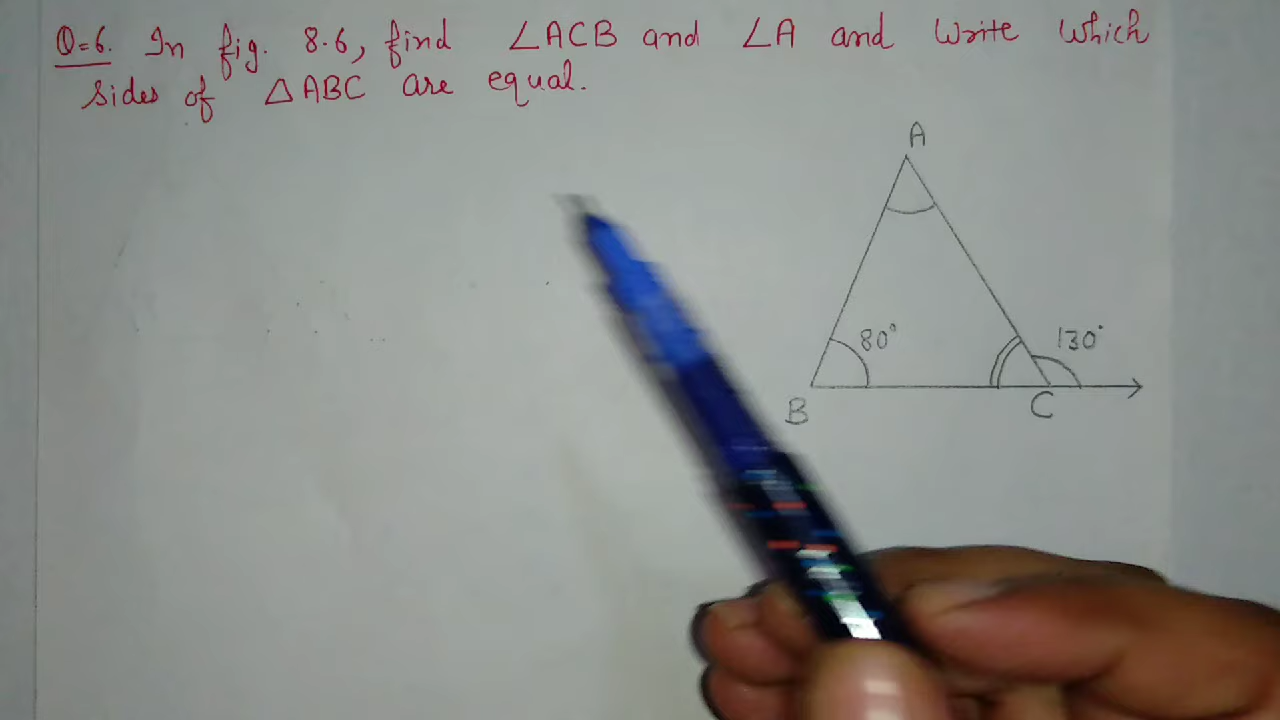 Q=6. In fig. 8.6, find ∠ACB and ∠A and Write Which
sides of △ABC are equal.
A
80°
130°
B
C